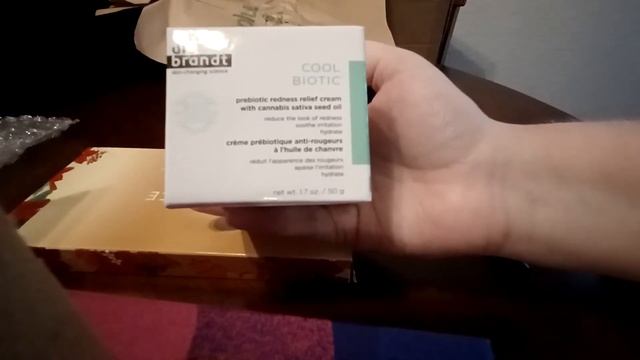 dr.
brandt
skin-changing science
COOL
BIOTIC
prebiotic redness relief cream
with cannabis sativa seed oil
reduce the look of redness
soothe irritation
hydrate
crème prébiotique anti-rougeurs
à l'huile de chanvre
réduit l'apparence des rougeurs
apaise l'irritation
hydrate
net wt. 1.7 oz. / 50 g